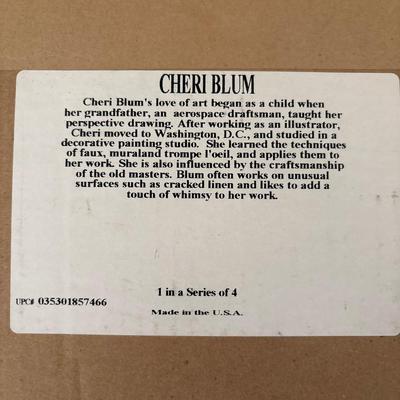 CHERI BLUM
Cheri Blum's love of art began as a child when
her grandfather, an aerospace draftsman, taught her
perspective drawing. After working as an illustrator,
Cheri moved to Washington, D.C., and studied in a
decorative painting studio. She learned the techniques
of faux, muraland trompe l'oeil, and applies them to
her work. She is also influenced by the craftsmanship
of the old masters. Blum often works on unusual
surfaces such as cracked linen and likes to add a
touch of whimsy to her work.
1 in a Series of 4
UPC# 035301857466
Made in the U.S.A.